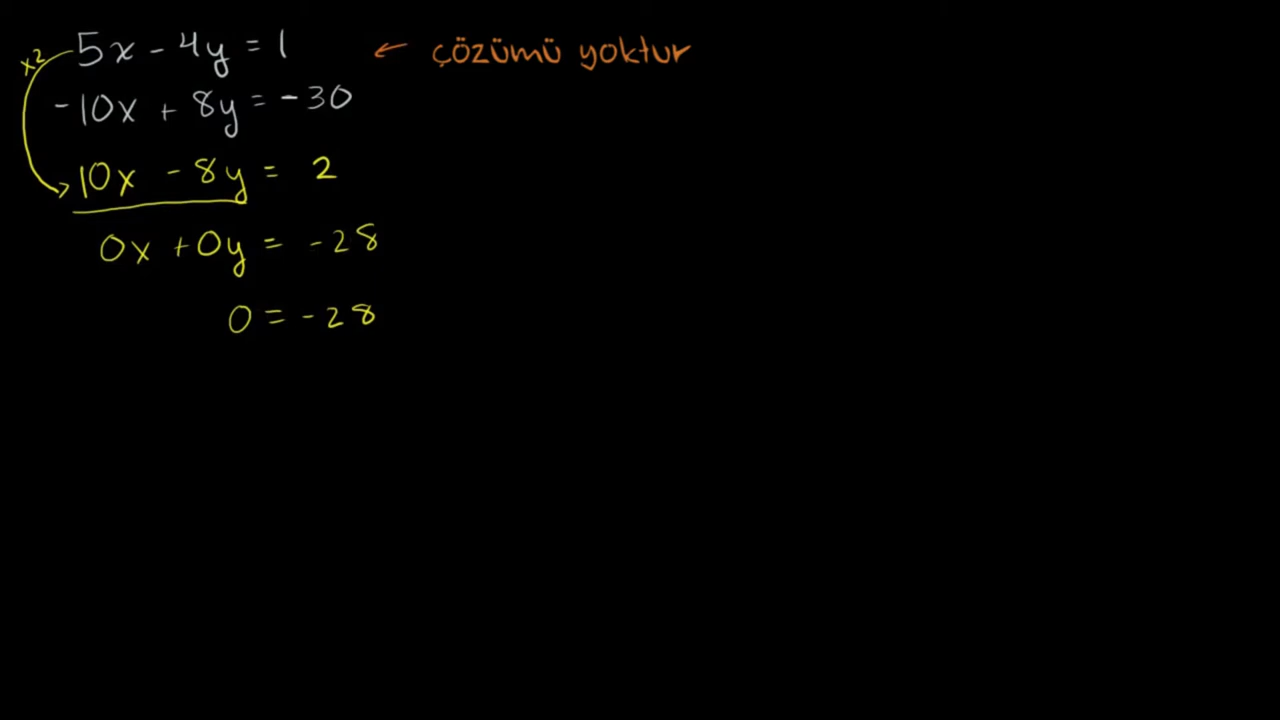 5x - 4y = 1 ← çözümü yoktur
x2
-10x + 8y = -30
10x - 8y = 2
0x + 0y = -28
0 = -28